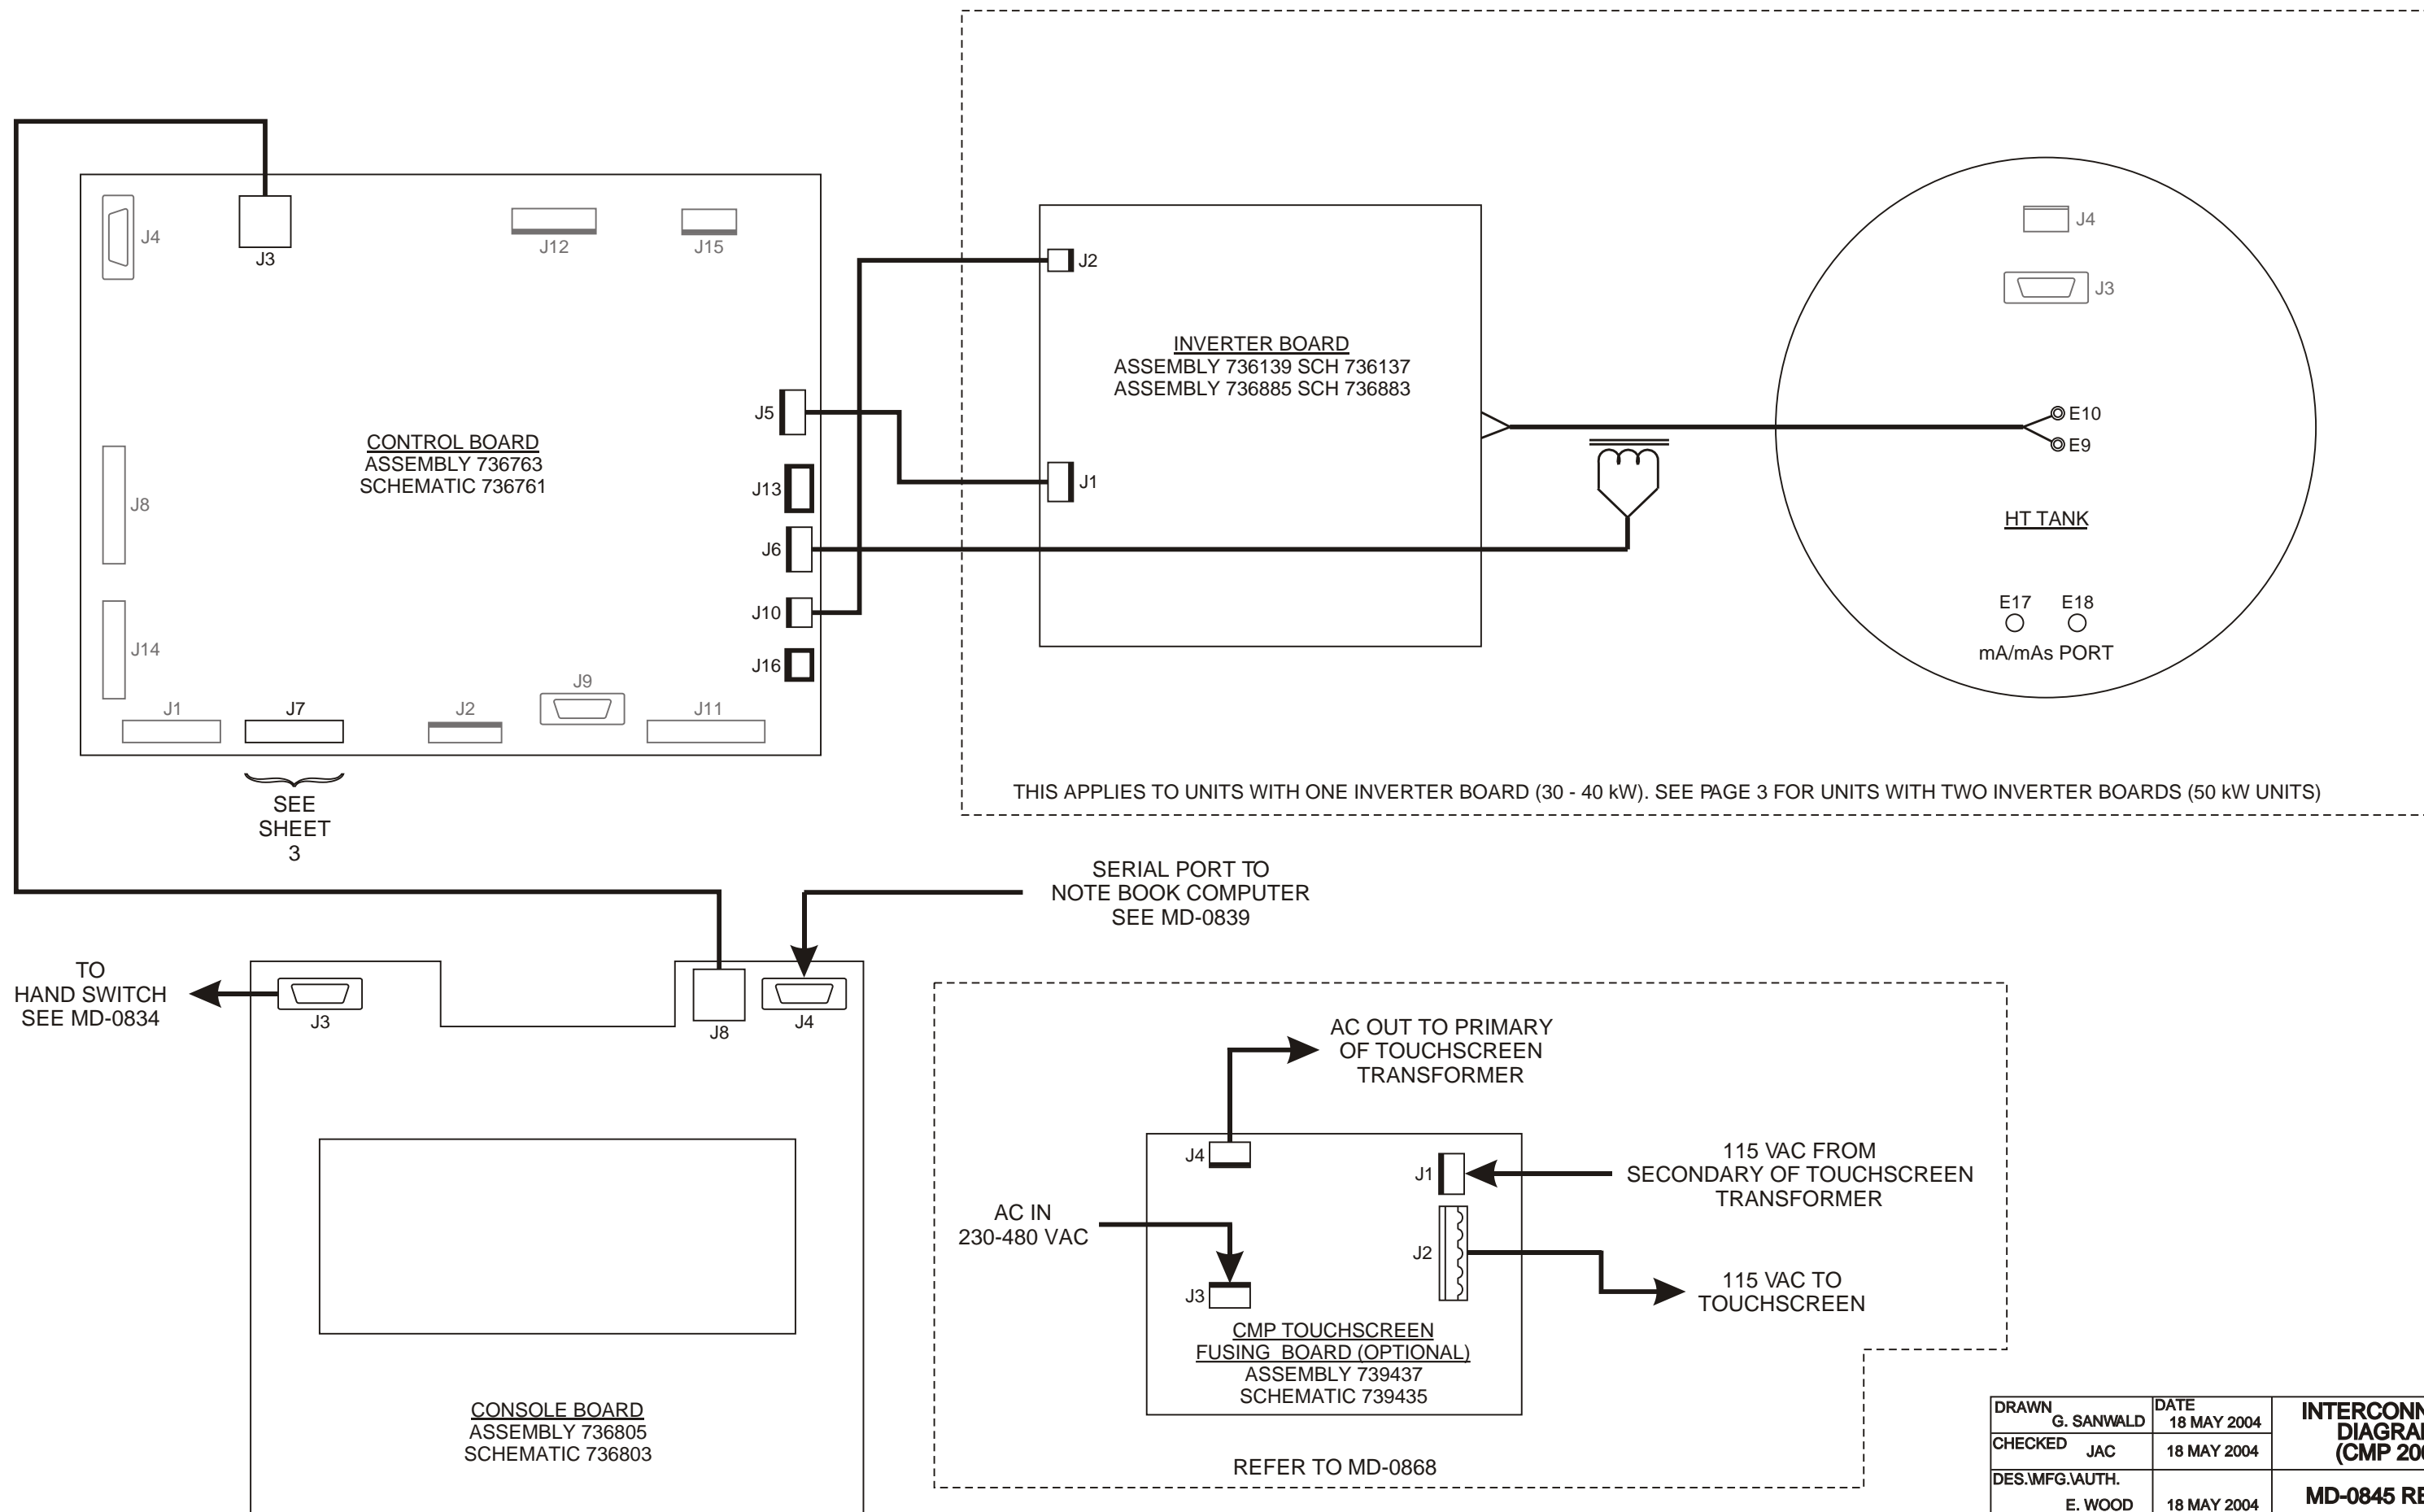 J4
J3
J12
J15
CONTROL BOARD
ASSEMBLY 736763
SCHEMATIC 736761
J5
J13
J6
J10
J16
J8
J14
J1
J7
J2
J9
J11
SEE
SHEET
3
J2
J1
INVERTER BOARD
ASSEMBLY 736139 SCH 736137
ASSEMBLY 736885 SCH 736883
J4
J3
E10
E9
HT TANK
E17 E18
mA/mAs PORT
THIS APPLIES TO UNITS WITH ONE INVERTER BOARD (30 - 40 kW). SEE PAGE 3 FOR UNITS WITH TWO INVERTER BOARDS (50 kW UNITS)
SERIAL PORT TO
NOTE BOOK COMPUTER
SEE MD-0839
TO
HAND SWITCH
SEE MD-0834
J3
J8
J4
CONSOLE BOARD
ASSEMBLY 736805
SCHEMATIC 736803
AC OUT TO PRIMARY
OF TOUCHSCREEN
TRANSFORMER
J4
J1
115 VAC FROM
SECONDARY OF TOUCHSCREEN
TRANSFORMER
AC IN
230-480 VAC
J2
J3
115 VAC TO
TOUCHSCREEN
CMP TOUCHSCREEN
FUSING BOARD (OPTIONAL)
ASSEMBLY 739437
SCHEMATIC 739435
REFER TO MD-0868
DRAWN
G. SANWALD
DATE
18 MAY 2004
CHECKED
JAC
18 MAY 2004
DES.\MFG.\AUTH.
E. WOOD
18 MAY 2004
(CMP
MD-0845